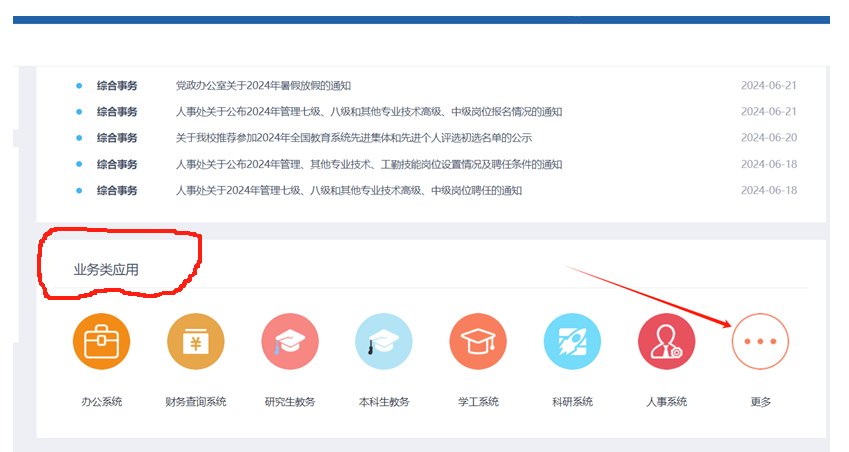 综合事务 党政办公室关于2024年暑假放假的通知 2024-06-21
综合事务 人事处关于公布2024年管理七级、八级和其他专业技术高级、中级岗位报名情况的通知 2024-06-21
综合事务 关于我校推荐参加2024年全国教育系统先进集体和先进个人评选初选名单的公示 2024-06-20
综合事务 人事处关于公布2024年管理、其他专业技术、工勤技能岗位设置情况及聘任条件的通知 2024-06-18
综合事务 人事处关于2024年管理七级、八级和其他专业技术高级、中级岗位聘任的通知 2024-06-18
业务类应用
¥
办公系统 财务查询系统 研究生教务 本科生教务 学工系统 科研系统 人事系统 更多